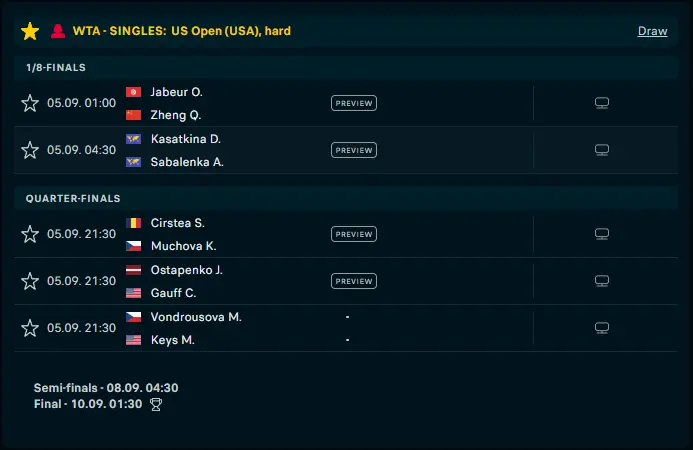 WTA - SINGLES: US Open (USA), hard Draw
1/8-FINALS
05.09. 01:00 Jabeur O. PREVIEW
Zheng Q.
05.09. 04:30 Kasatkina D. PREVIEW
Sabalenka A.
QUARTER-FINALS
05.09. 21:30 Cirstea S. PREVIEW
Muchova K.
05.09. 21:30 Ostapenko J. PREVIEW
Gauff C.
05.09. 21:30 Vondrousova M. -
Keys M. -
Semi-finals - 08.09. 04:30
Final - 10.09. 01:30